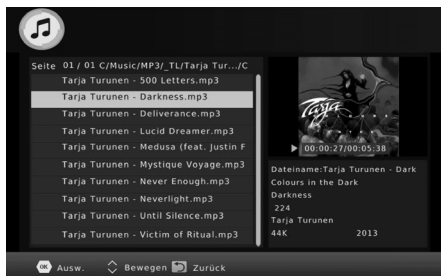 Seite 01 / 01 C/Music/MP3/_TL/Tarja Tur.../C
Tarja Turunen - 500 Letters.mp3
Tarja Turunen - Darkness.mp3
Tarja Turunen - Deliverance.mp3
Tarja Turunen - Lucid Dreamer.mp3
Tarja Turunen - Medusa (feat. Justin F
Tarja Turunen - Mystique Voyage.mp3
Tarja Turunen - Never Enough.mp3
Tarja Turunen - Neverlight.mp3
Tarja Turunen - Until Silence.mp3
Tarja Turunen - Victim of Ritual.mp3
Tarja
00:00:27/00:05:38
Dateiname:Tarja Turunen - Dark
Colours in the Dark
Darkness
224
Tarja Turunen
44K 2013
OK Ausw. Bewegen Zurück